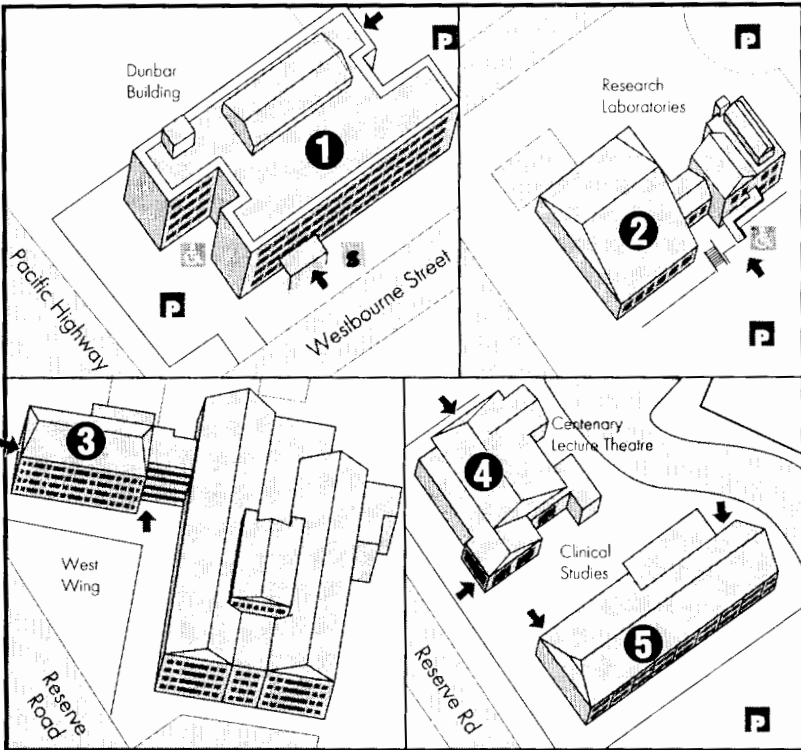 P
Dunbar
Building
1
S
P
Pacific Highway
Westbourne Street
P
Research
Laboratories
2
P
3
West
Wing
Reserve
Road
4
Centenary
Lecture Theatre
Clinical
Studies
5
Reserve Rd
P